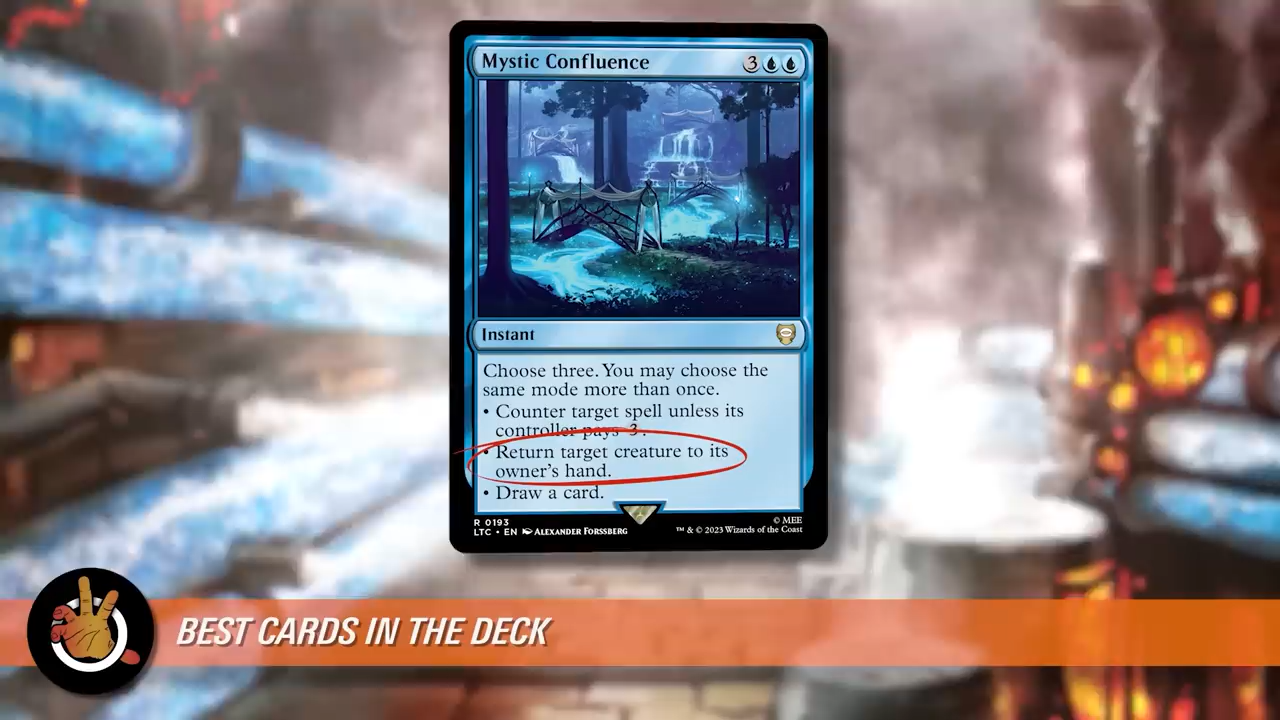 Mystic Confluence 3
Instant
Choose three. You may choose the
same mode more than once.
• Counter target spell unless its
controller pays 3.
• Return target creature to its
owner's hand.
• Draw a card.
R 0193
LTC • EN ALEXANDER FORSSBERG
© MEE
™ & © 2023 Wizards of the Coast
BEST CARDS IN THE DECK